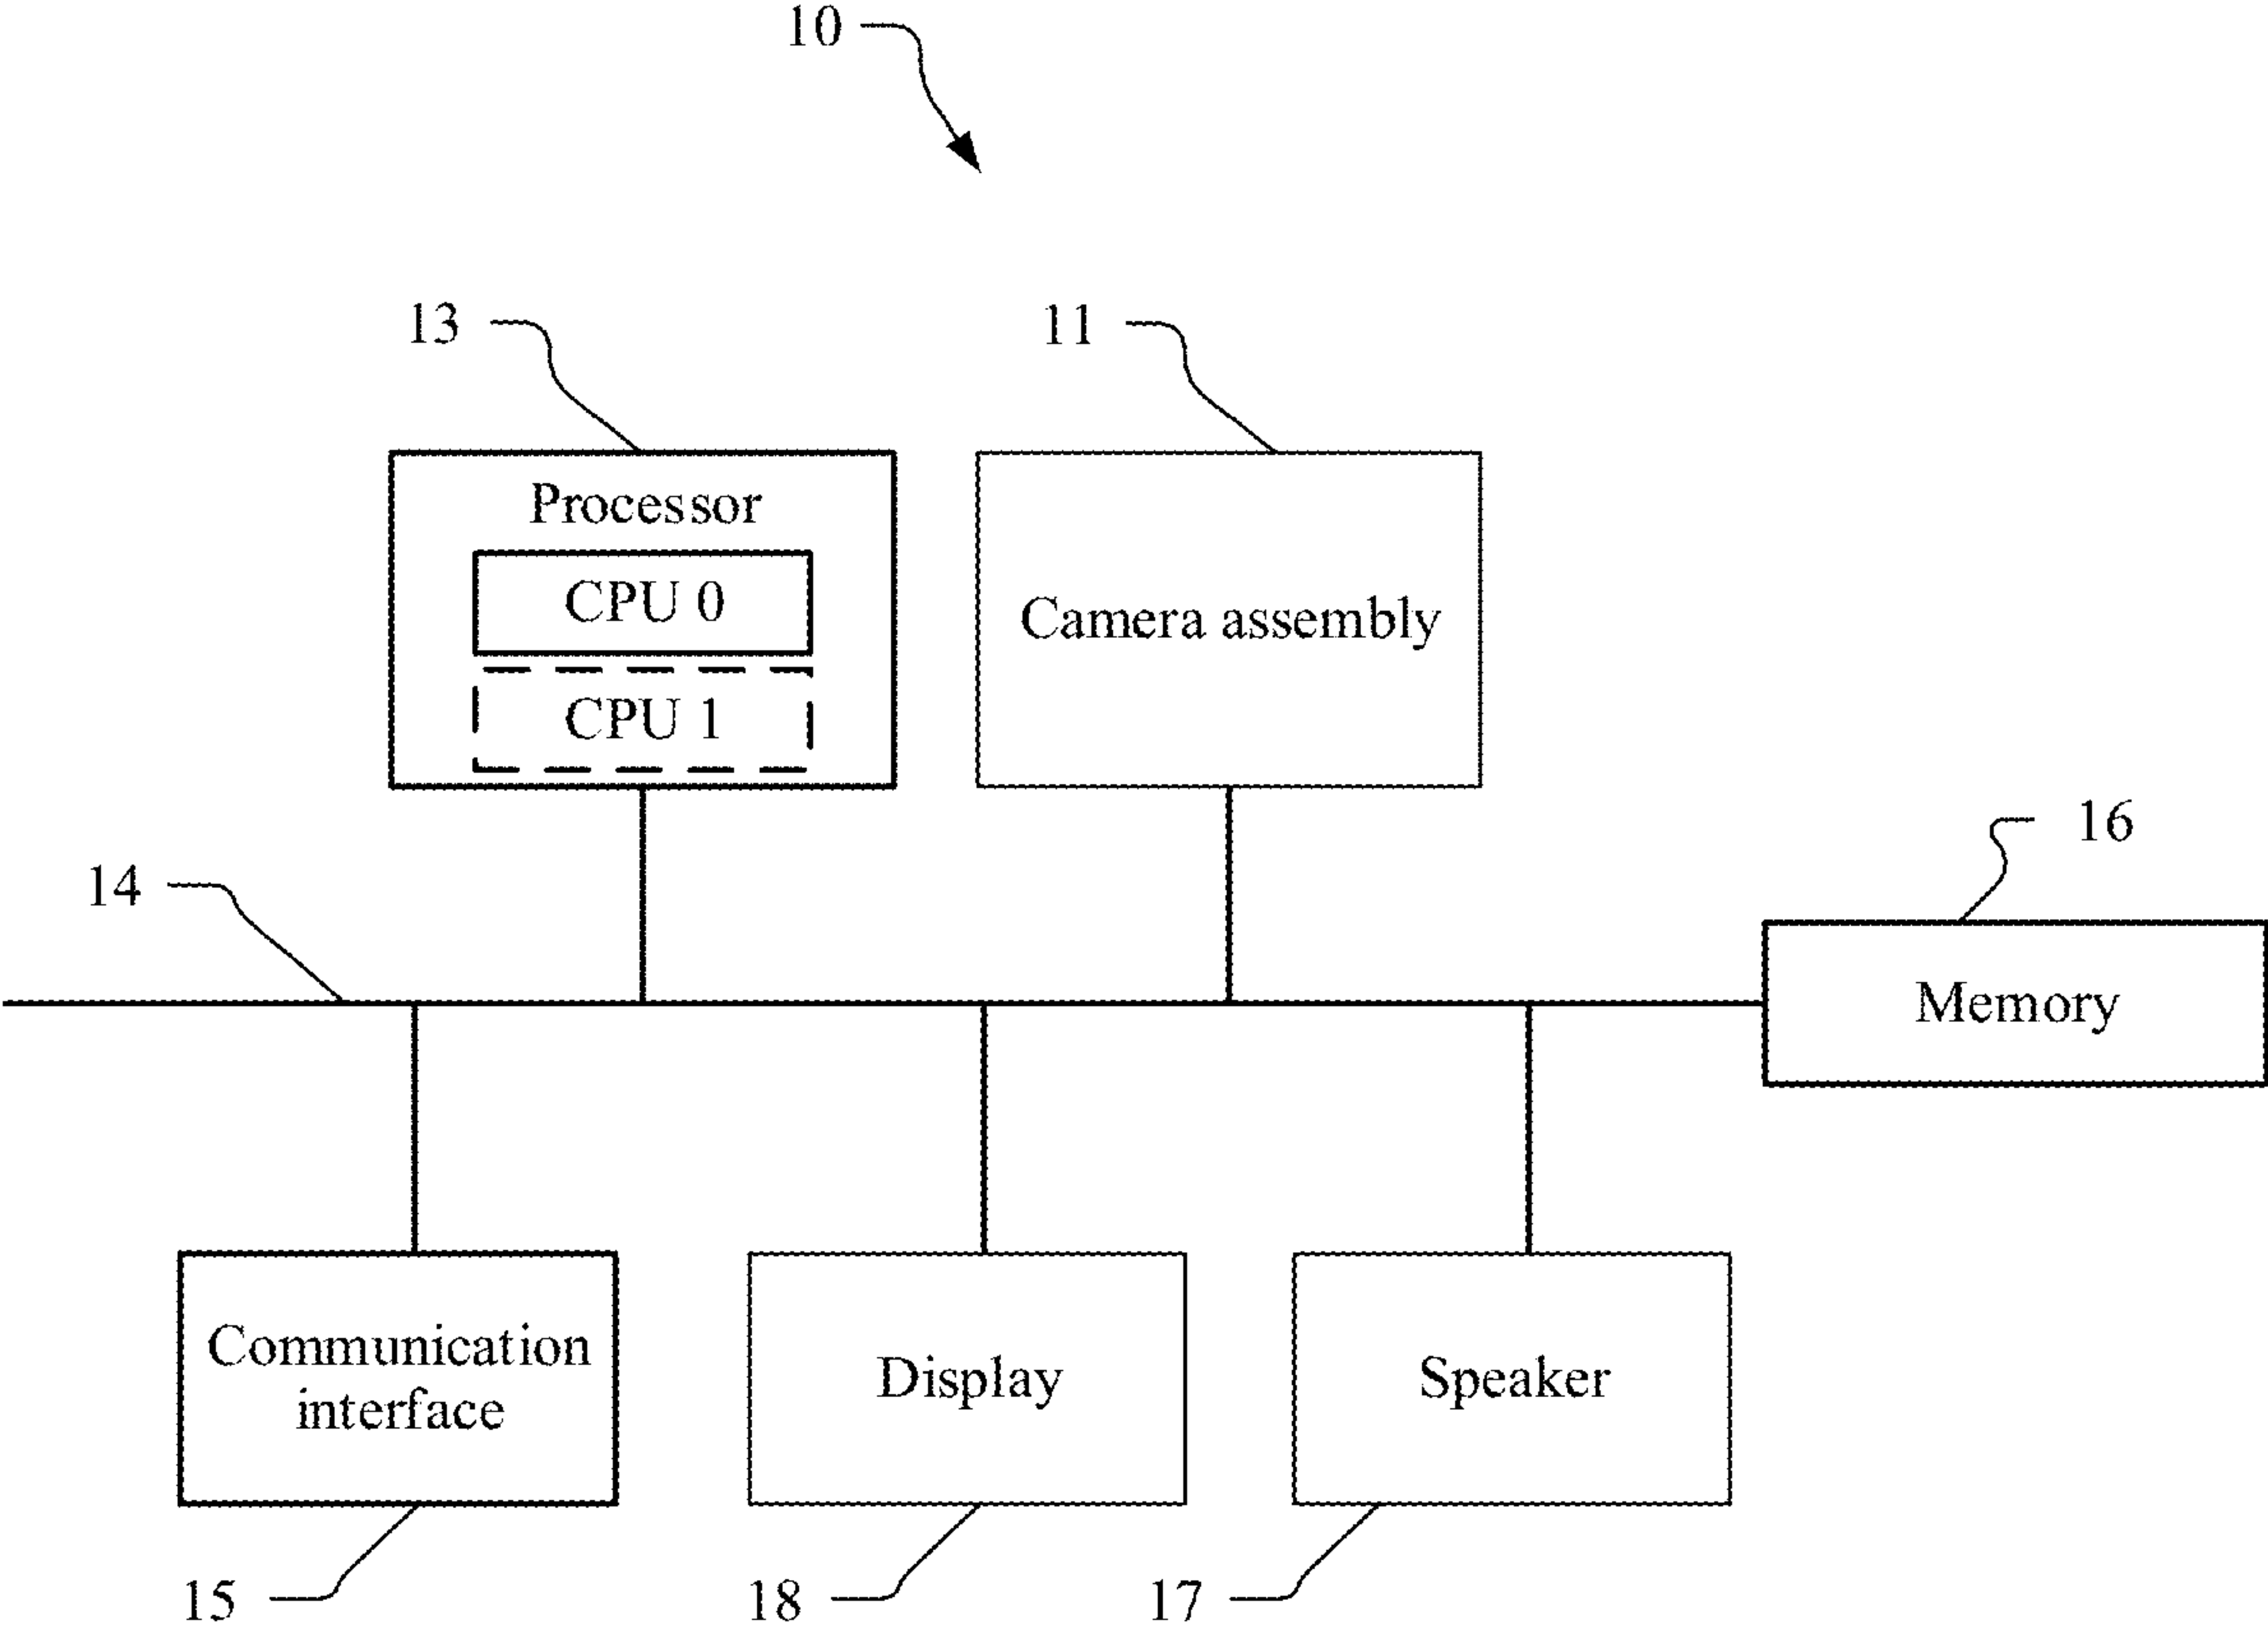 10
13
11
Processor
CPU 0
CPU 1
Camera assembly
14
16
Memory
Communication
interface
Display
Speaker
15
18
17